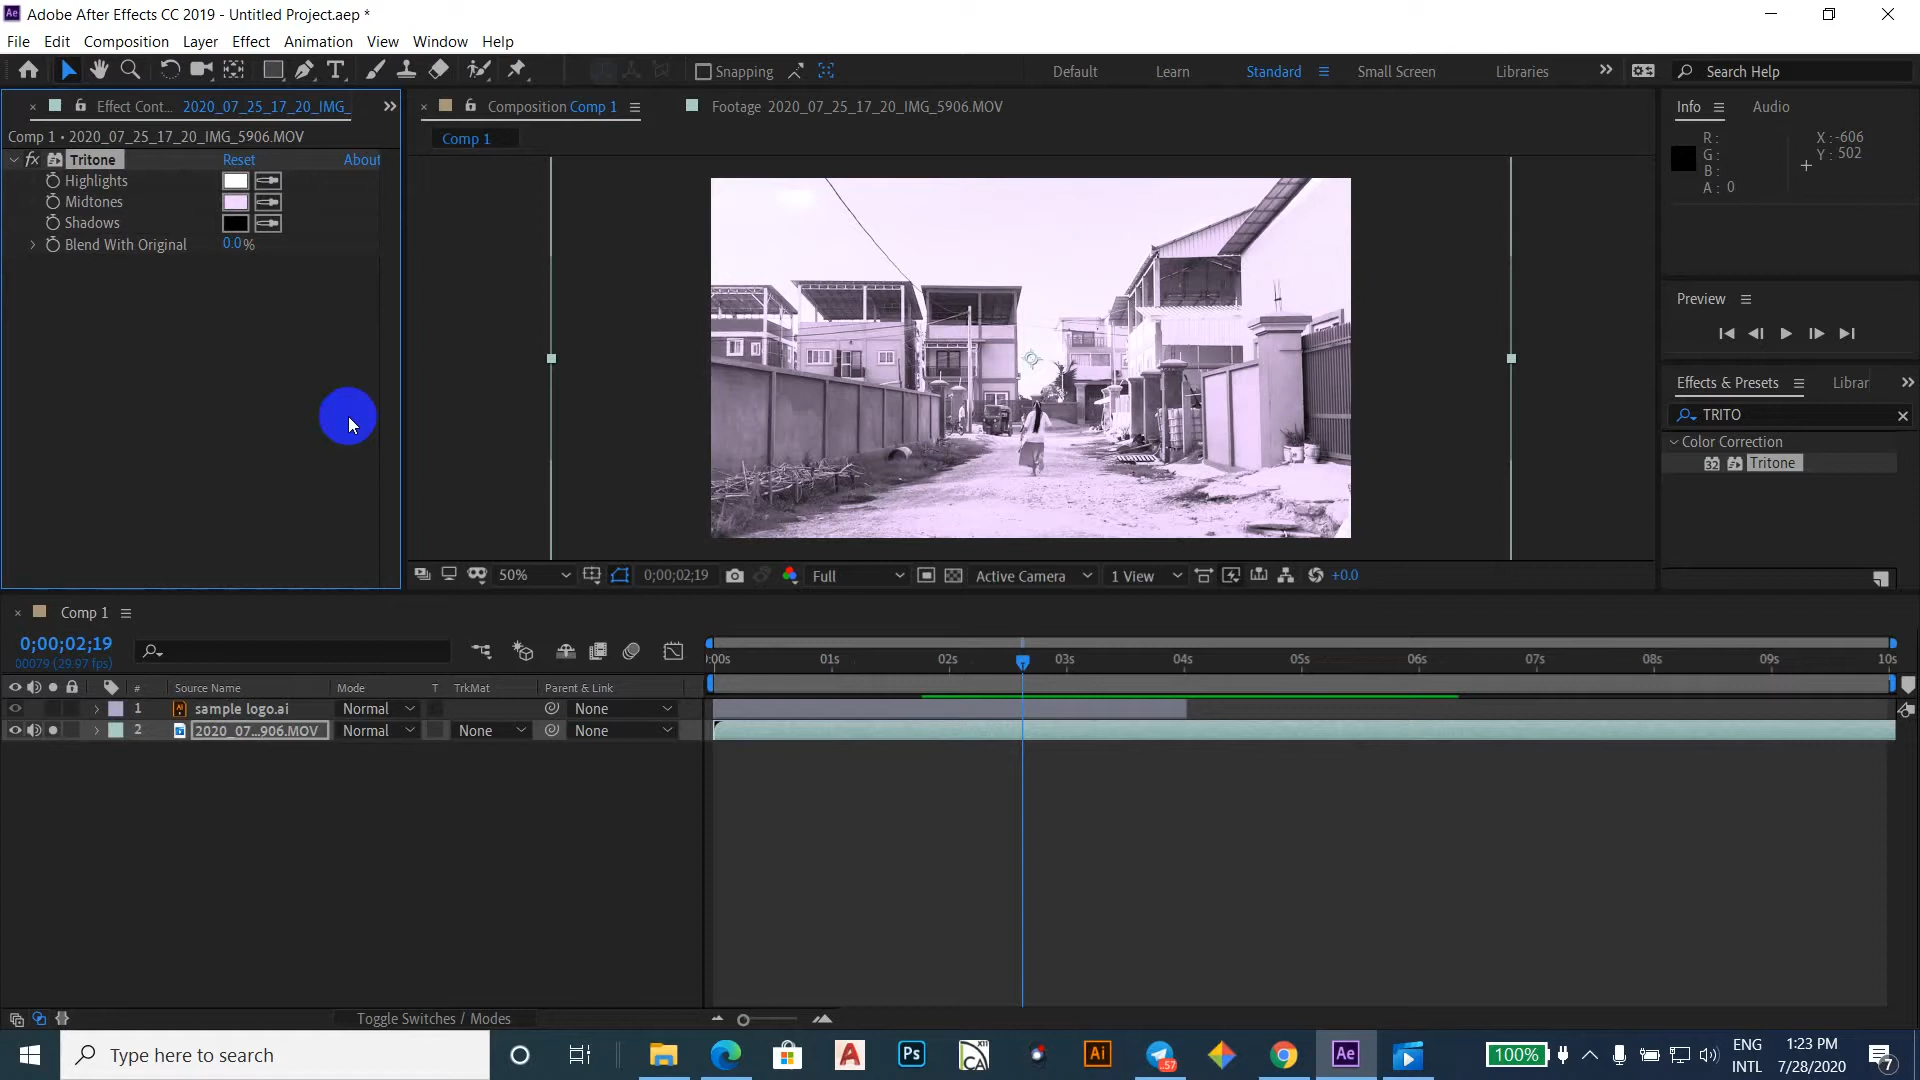 Adobe After Effects CC 2019 - Untitled Project.aep *
File Edit Composition Layer Effect Animation View Window Help
Snapping Default Learn Standard Small Screen Libraries Search Help
Effect Cont... 2020_07_25_17_20_IMG_ Composition Comp 1 Footage 2020_07_25_17_20_IMG_5906.MOV Info Audio
Comp 1 • 2020_07_25_17_20_IMG_5906.MOV Comp 1
R :
G :
B :
A : 0
X : -606
Y : 502
fx Tritone Reset About
Highlights
Midtones
Shadows
Blend With Original 0.0 %
Preview
Effects & Presets Librar
TRITO
Color Correction
32 Tritone
50% 0;00;02;19 Full Active Camera 1 View +0.0
Comp 1
0;00;02;19
00079 (29.97 fps)
:00s 01s 02s 03s 04s 05s 06s 07s 08s 09s 10s
# Source Name Mode T TrkMat Parent & Link
1 sample logo.ai Normal None
2 2020_07...906.MOV Normal None None
Toggle Switches / Modes
Type here to search
100%
ENG
INTL
1:23 PM
7/28/2020
7
57
Ps
Ai
Ae